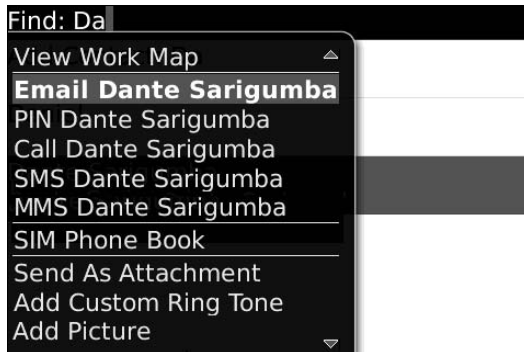 Find: Da
View Work Map
Email Dante Sarigumba
PIN Dante Sarigumba
Call Dante Sarigumba
SMS Dante Sarigumba
MMS Dante Sarigumba
SIM Phone Book
Send As Attachment
Add Custom Ring Tone
Add Picture